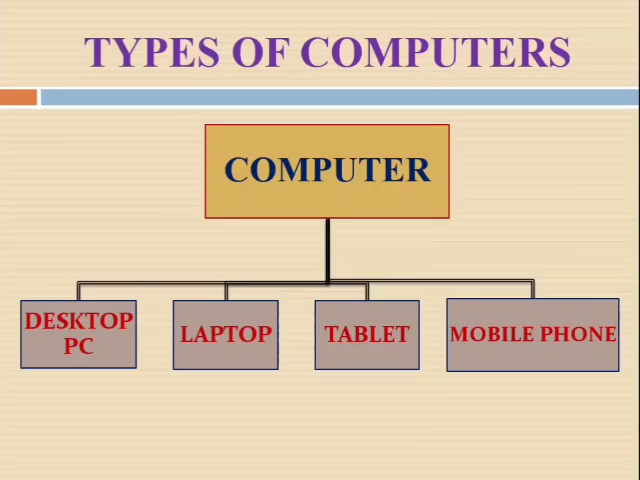 TYPES OF COMPUTERS
COMPUTER
DESKTOP
PC
LAPTOP
TABLET
MOBILE PHONE